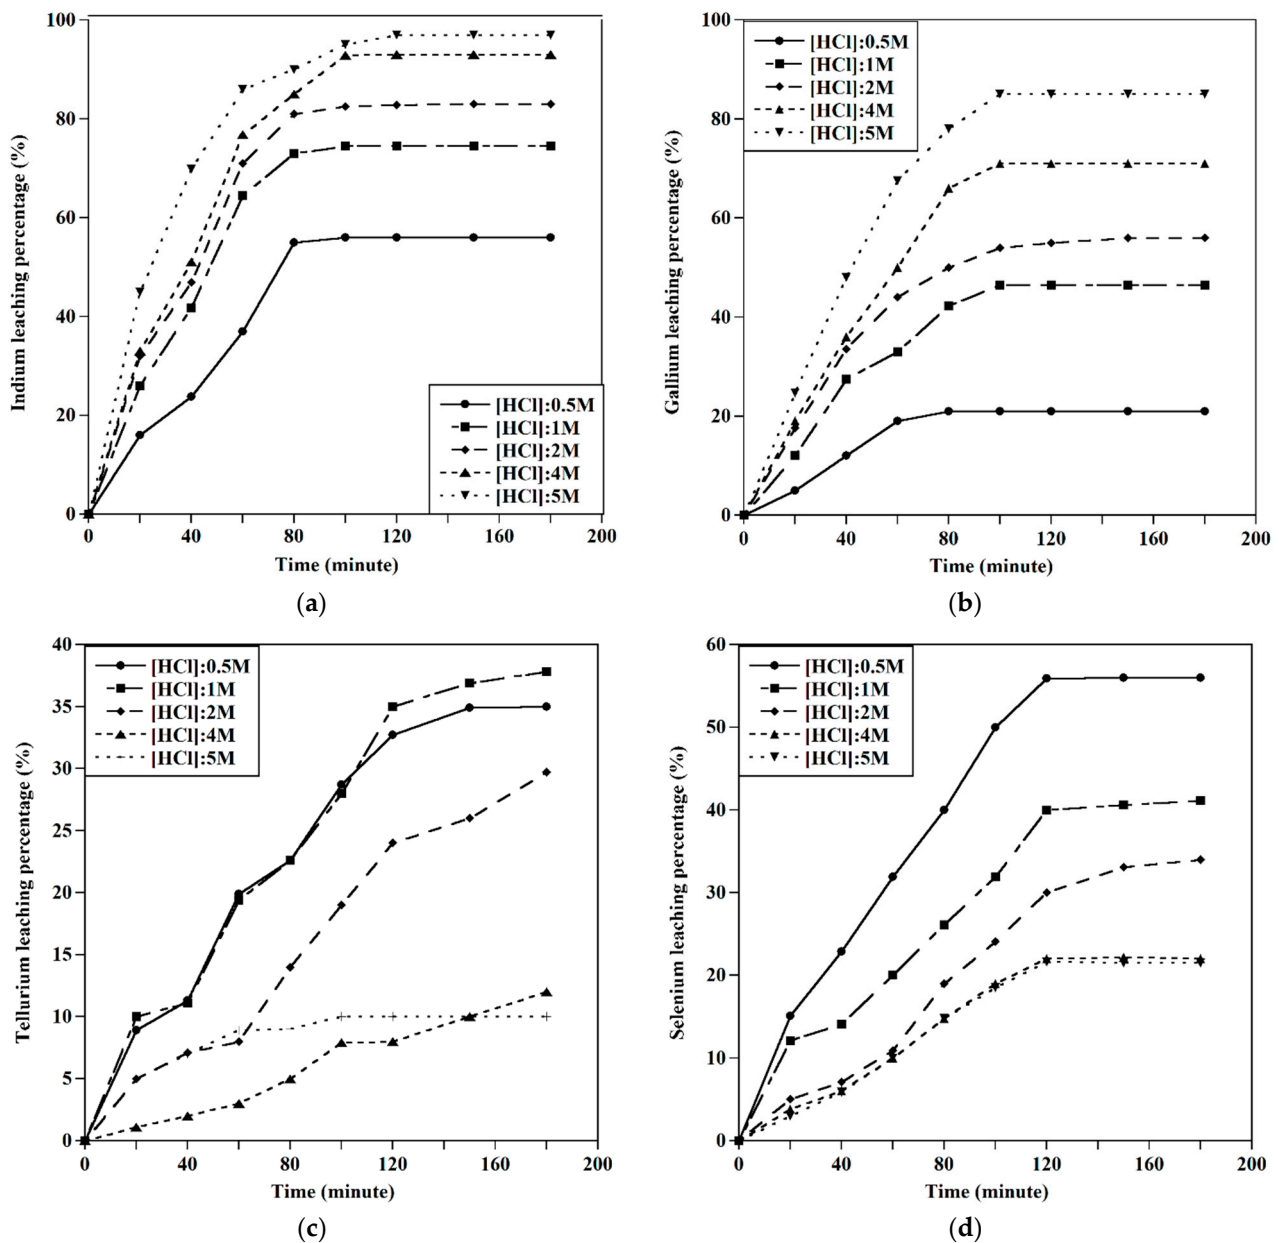 Indium leaching percentage (%)
100
80
60
40
20
0
[HCl]:0.5M
[HCl]:1M
[HCl]:2M
[HCl]:4M
[HCl]:5M
0 40 80 120 160 200
Time (minute)
(a)
Gallium leaching percentage (%)
100
80
60
40
20
0
[HCl]:0.5M
[HCl]:1M
[HCl]:2M
[HCl]:4M
[HCl]:5M
0 40 80 120 160 200
Time (minute)
(b)
Tellurium leaching percentage (%)
40
35
30
25
20
15
10
5
0
[HCl]:0.5M
[HCl]:1M
[HCl]:2M
[HCl]:4M
[HCl]:5M
0 40 80 120 160 200
Time (minute)
(c)
Selenium leaching percentage (%)
60
50
40
30
20
10
0
[HCl]:0.5M
[HCl]:1M
[HCl]:2M
[HCl]:4M
[HCl]:5M
0 40 80 120 160 200
Time (minute)
(d)